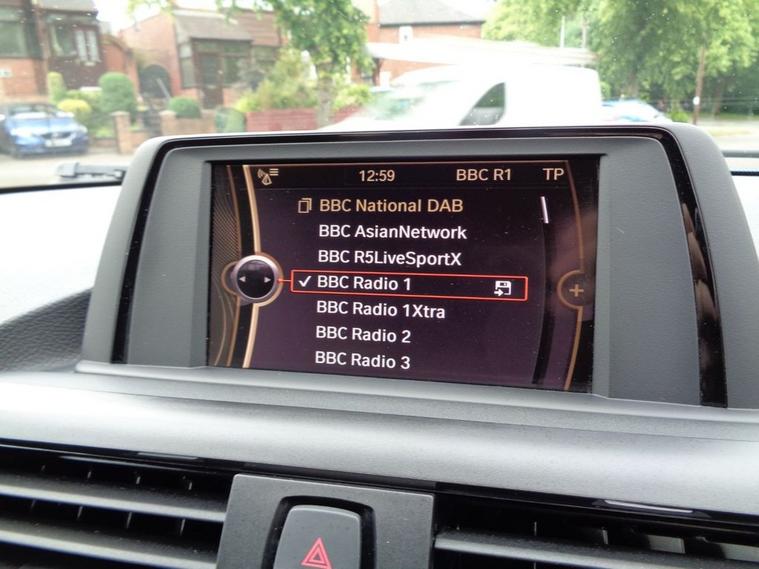 12:59 BBC R1 TP
BBC National DAB
BBC AsianNetwork
BBC R5LiveSportX
BBC Radio 1
BBC Radio 1Xtra
BBC Radio 2
BBC Radio 3